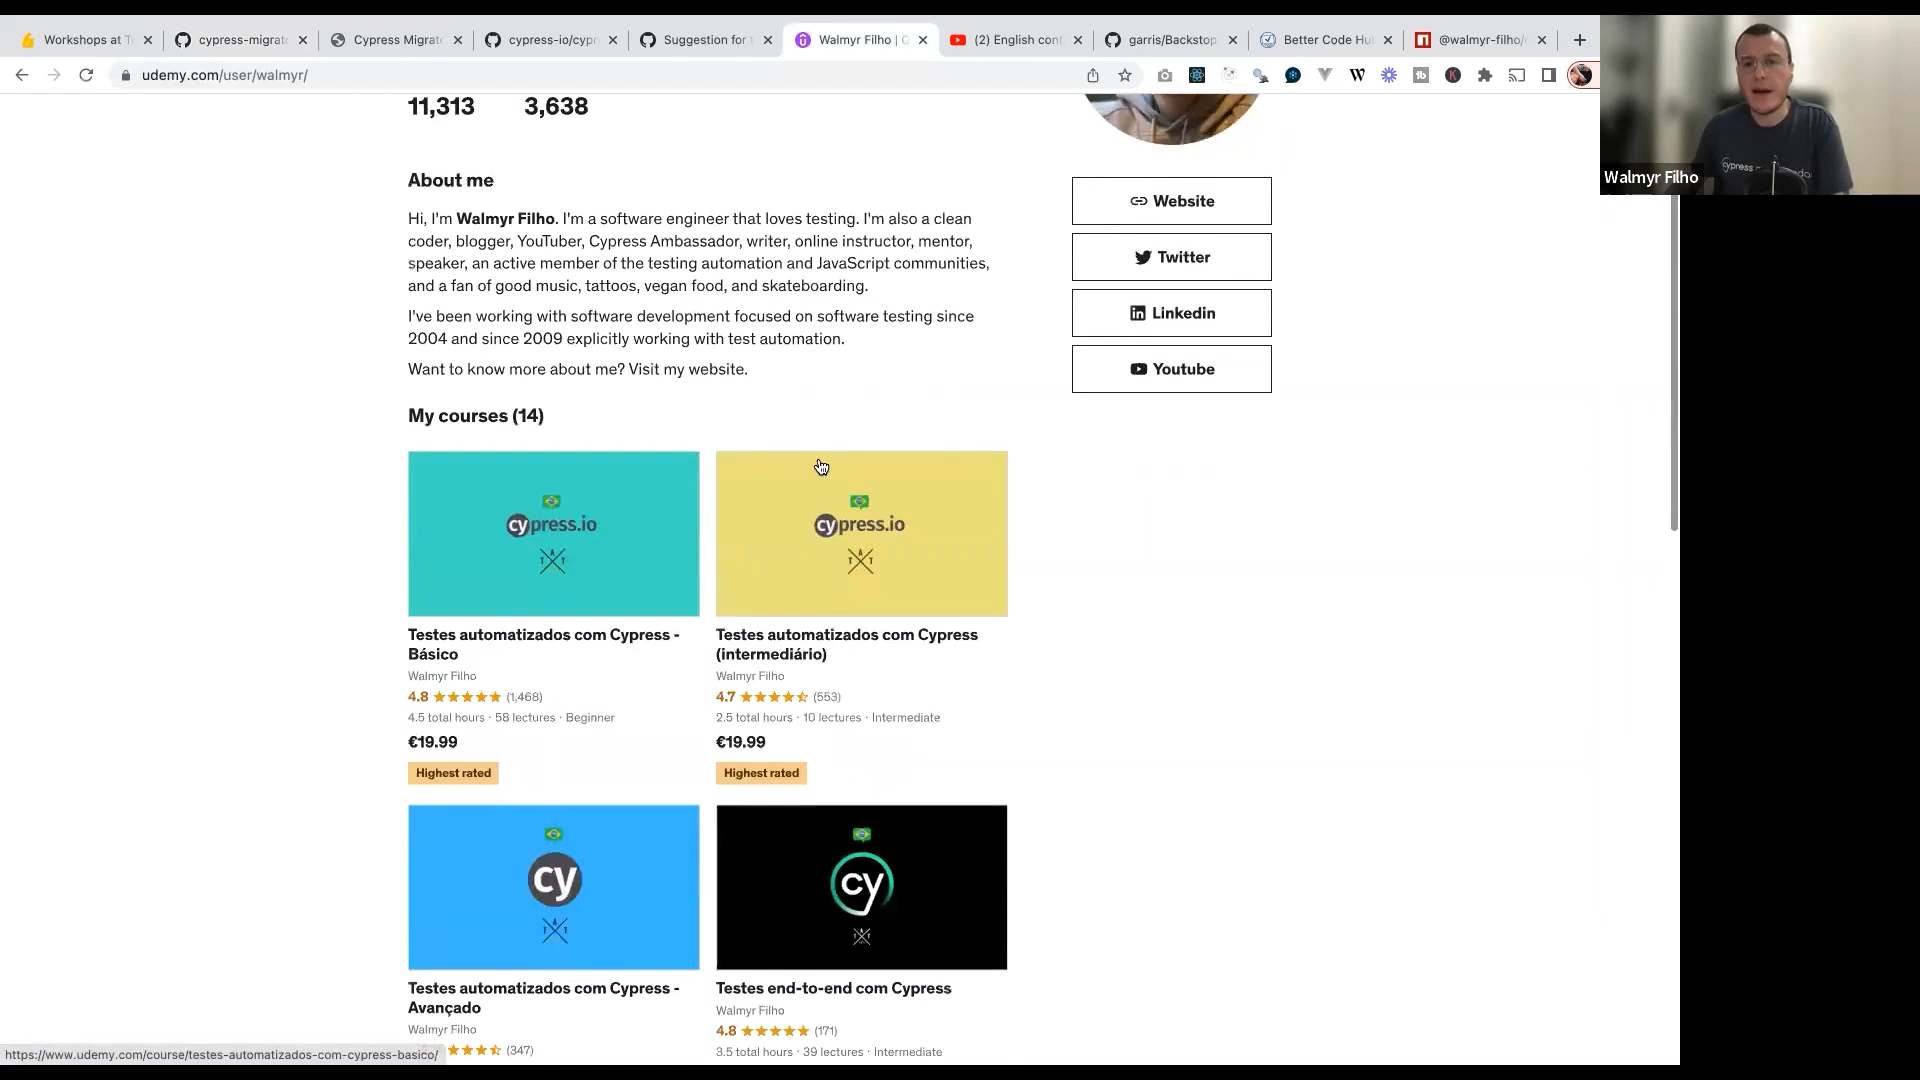 Workshops at T
cypress-migrat
Cypress Migrat
cypress-io/cypr
Suggestion for
Walmyr Filho |
(2) English con
garris/Backstop
Better Code Hu
@walmyr-filho/
udemy.com/user/walmyr/
Walmyr Filho
11,313 3,638
About me
Hi, I'm Walmyr Filho. I'm a software engineer that loves testing. I'm also a clean
coder, blogger, YouTuber, Cypress Ambassador, writer, online instructor, mentor,
speaker, an active member of the testing automation and JavaScript communities,
and a fan of good music, tattoos, vegan food, and skateboarding.
I've been working with software development focused on software testing since
2004 and since 2009 explicitly working with test automation.
Want to know more about me? Visit my website.
Website
Twitter
Linkedin
Youtube
My courses (14)
cypress.io
TAT
Testes automatizados com Cypress -
Básico
Walmyr Filho
4.8 (1,468)
4.5 total hours · 58 lectures · Beginner
€19.99
Highest rated
cypress.io
TAT
Testes automatizados com Cypress
(intermediário)
Walmyr Filho
4.7 (553)
2.5 total hours · 10 lectures · Intermediate
€19.99
Highest rated
cy
TAT
Testes automatizados com Cypress -
Avançado
Walmyr Filho
(347)
cy
TAT
Testes end-to-end com Cypress
Walmyr Filho
4.8 (171)
3.5 total hours · 39 lectures · Intermediate
https://www.udemy.com/course/testes-automatizados-com-cypress-basico/